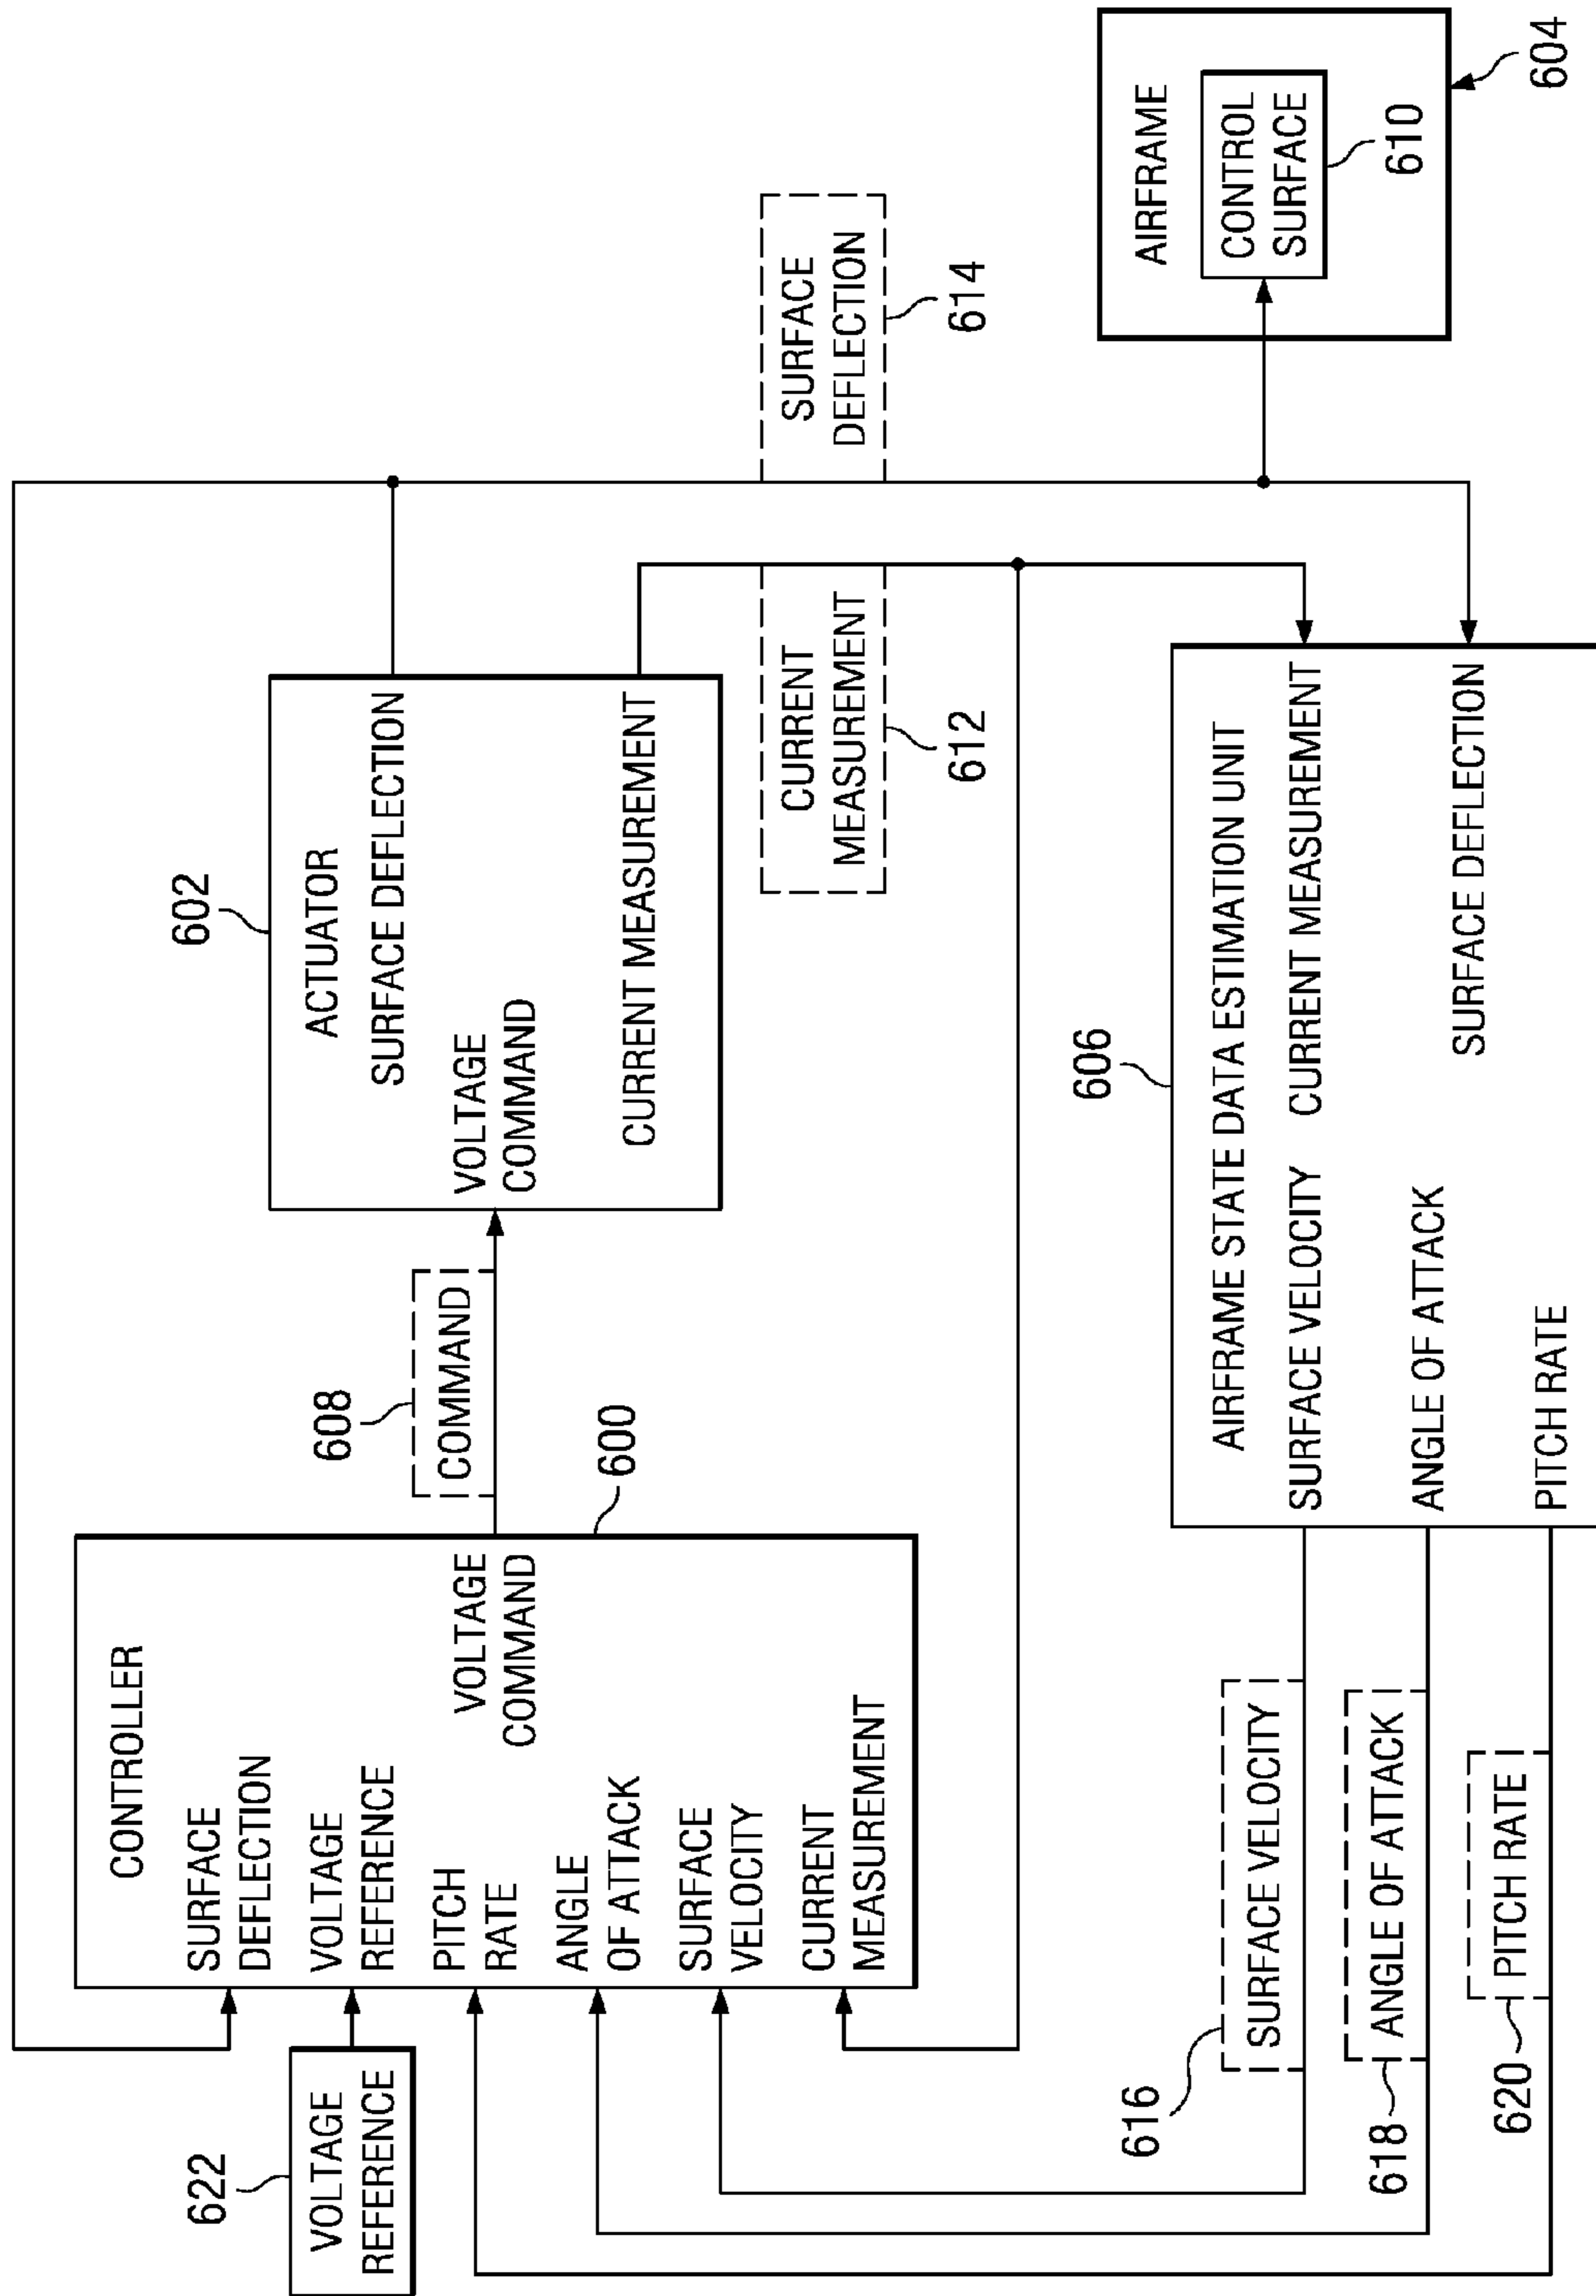 622
VOLTAGE
REFERENCE
CONTROLLER
SURFACE
DEFLECTION
VOLTAGE
REFERENCE
PITCH
RATE
ANGLE
OF ATTACK
SURFACE
VELOCITY
CURRENT
MEASUREMENT
VOLTAGE
COMMAND
600
608
COMMAND
602
ACTUATOR
SURFACE DEFLECTION
VOLTAGE
COMMAND
CURRENT MEASUREMENT
CURRENT
MEASUREMENT
612
SURFACE
DEFLECTION
614
AIRFRAME
CONTROL
SURFACE
610
604
616
SURFACE VELOCITY
618
ANGLE OF ATTACK
620
PITCH RATE
606
AIRFRAME STATE DATA ESTIMATION UNIT
SURFACE VELOCITY
CURRENT MEASUREMENT
ANGLE OF ATTACK
SURFACE DEFLECTION
PITCH RATE